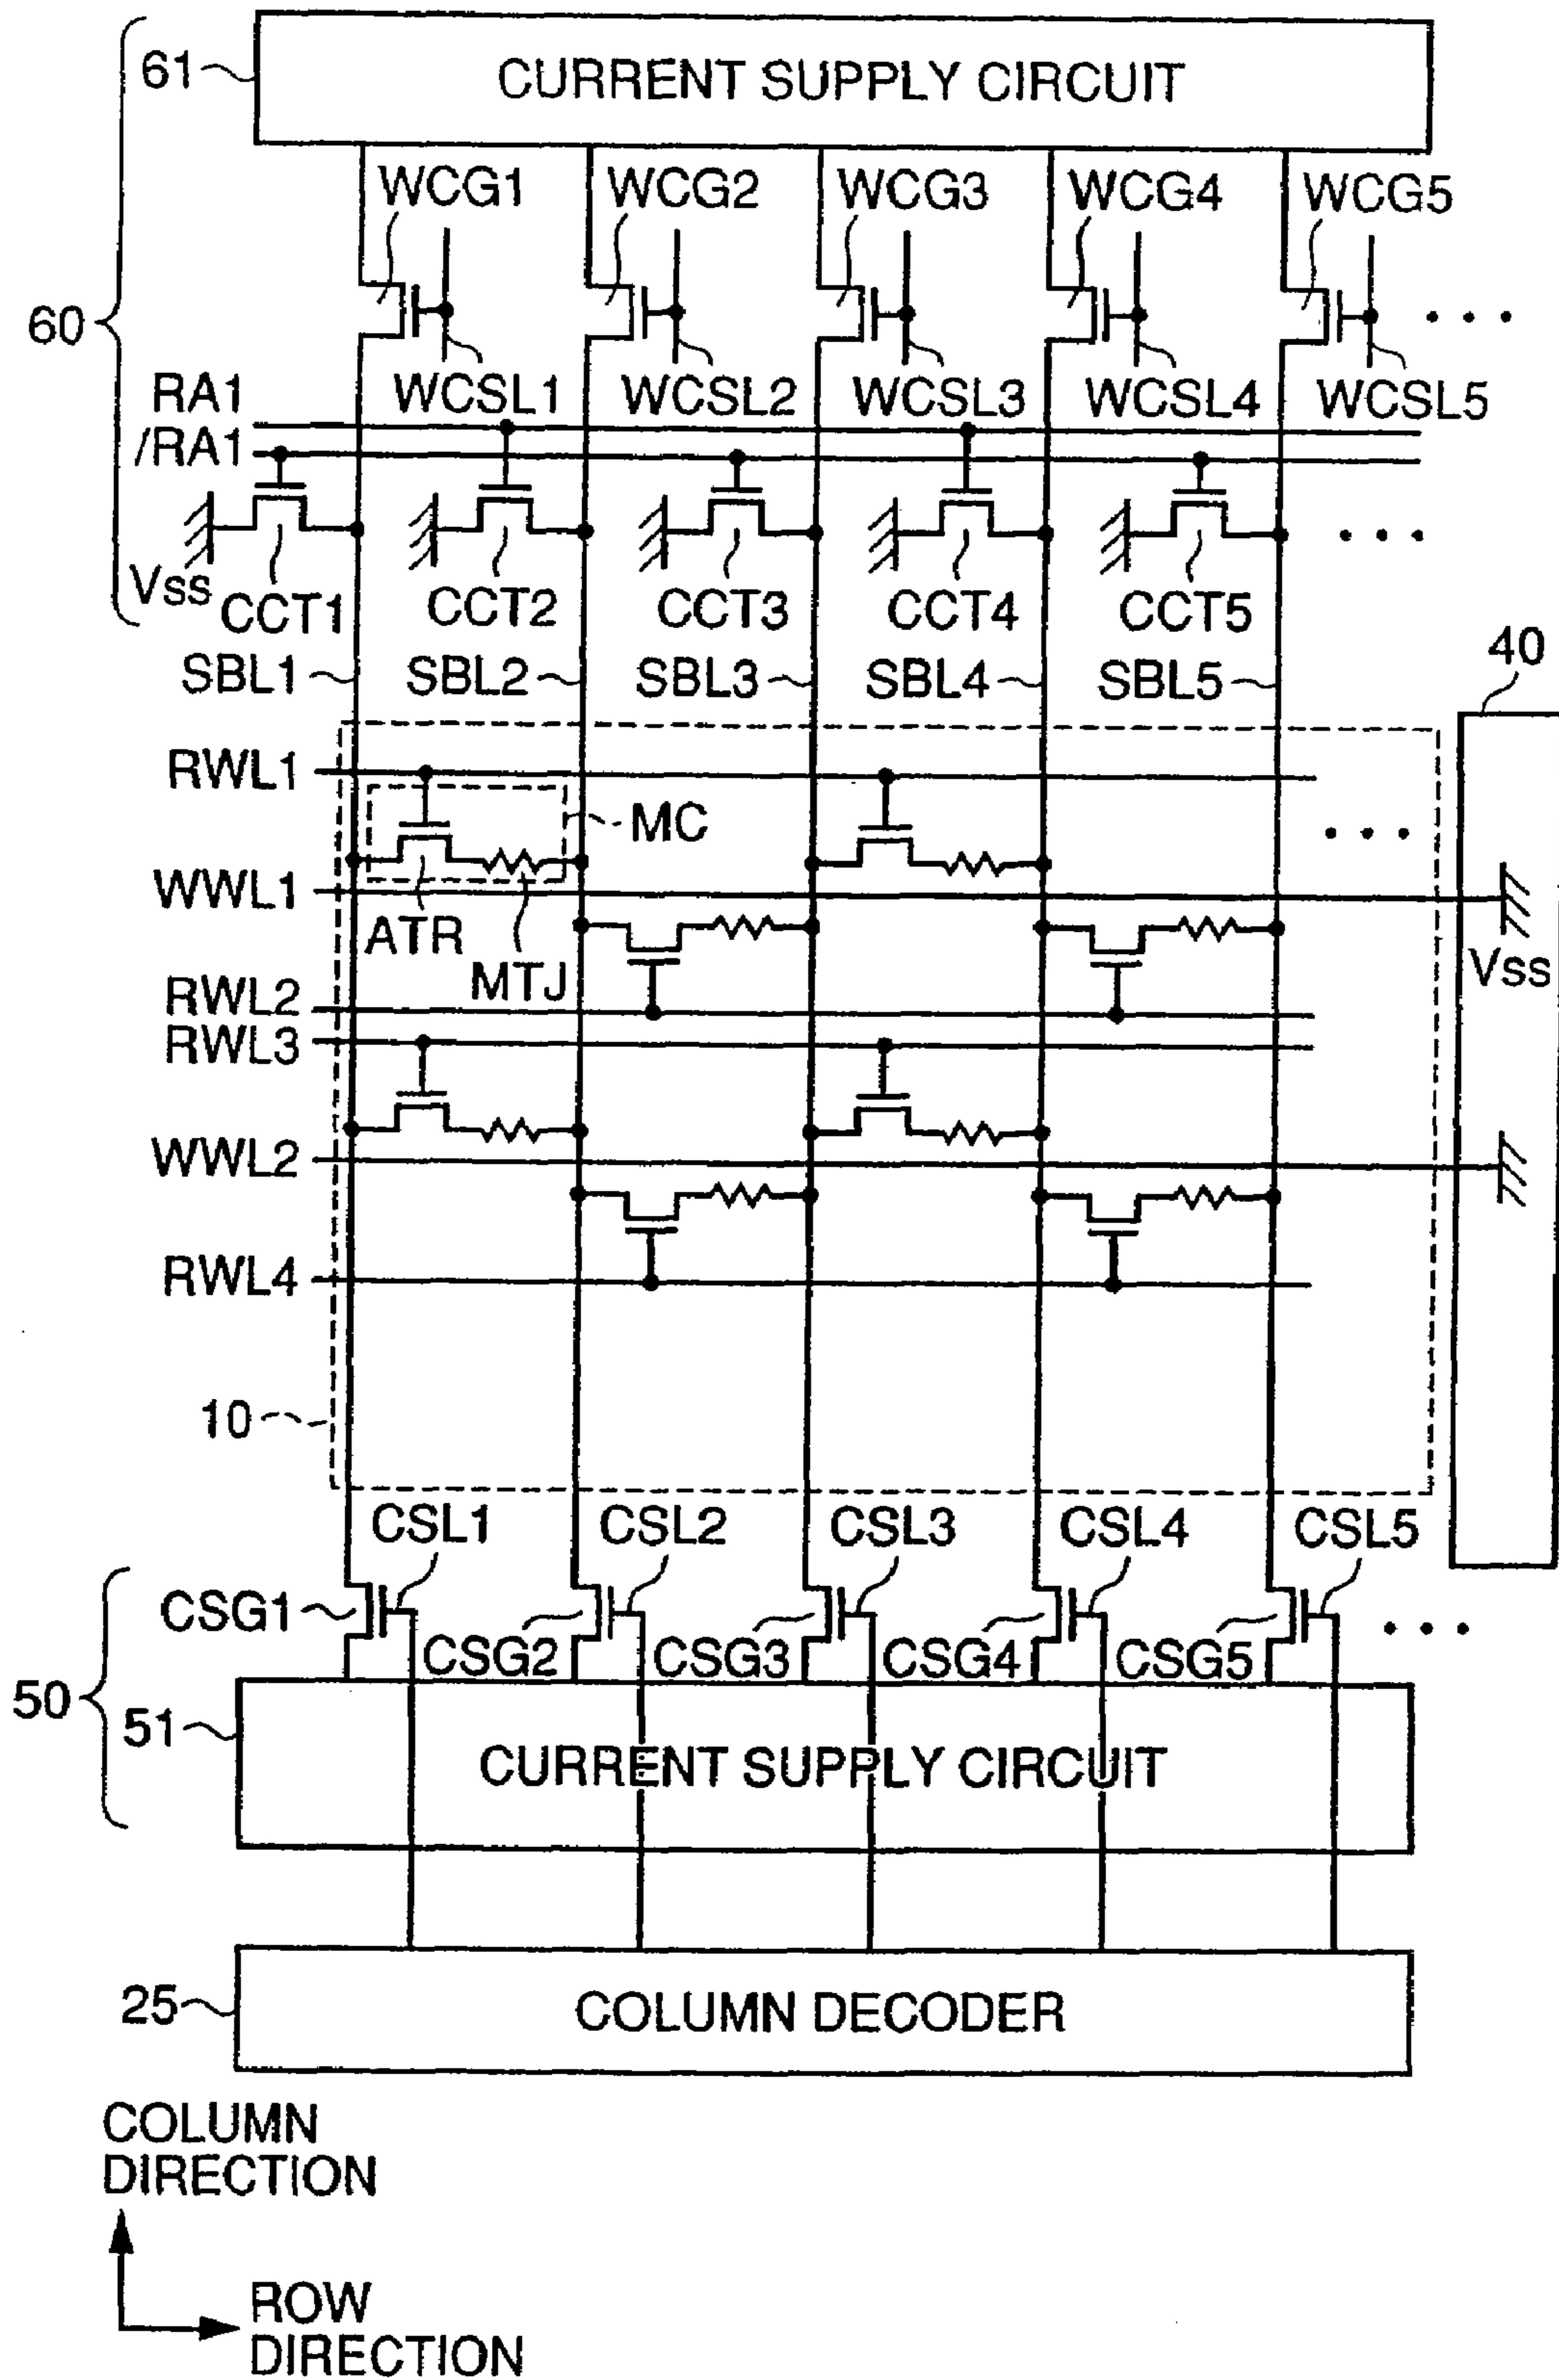 61
CURRENT SUPPLY CIRCUIT
WCG1 WCG2 WCG3 WCG4 WCG5
60
. . .
WCSL1 WCSL2 WCSL3 WCSL4 WCSL5
RA1
/RA1
. . .
Vss CCT1 CCT2 CCT3 CCT4 CCT5
SBL1 SBL2 SBL3 SBL4 SBL5
40
RWL1
MC
. . .
WWL1
ATR
MTJ
Vss
RWL2
RWL3
WWL2
RWL4
10
CSL1 CSL2 CSL3 CSL4 CSL5
CSG1 CSG2 CSG3 CSG4 CSG5
. . .
50
51
CURRENT SUPPLY CIRCUIT
25
COLUMN DECODER
COLUMN
DIRECTION
ROW
DIRECTION